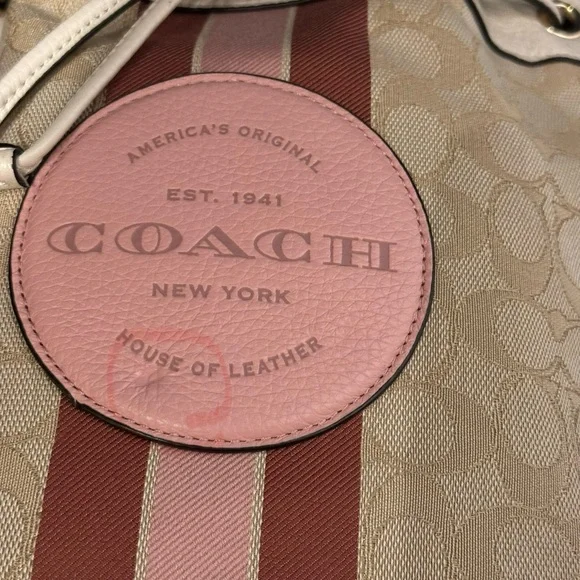 AMERICA'S ORIGINAL
EST. 1941
COACH
NEW YORK
HOUSE OF LEATHER